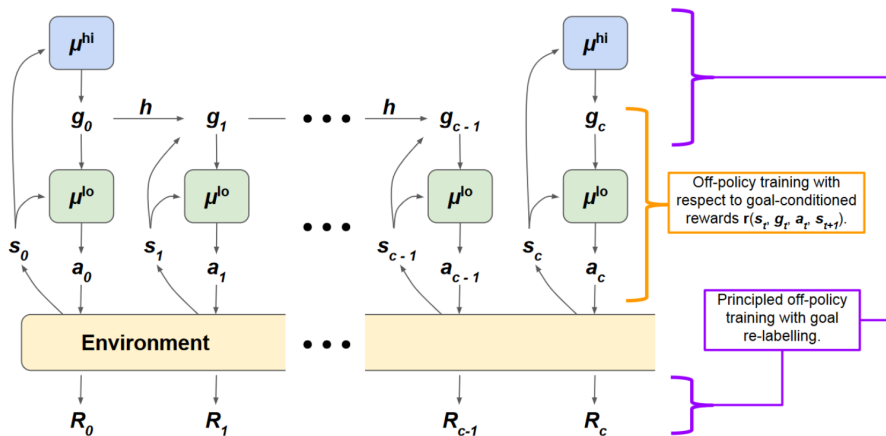 μhi μhi
g0 h g1 h gc - 1 gc
μlo μlo μlo μlo
Off-policy training with
respect to goal-conditioned
rewards r(st, gt, at, st+1).
s0 s1 sc - 1 sc
a0 a1 ac - 1 ac
Principled off-policy
training with goal
re-labelling.
Environment
R0 R1 Rc-1 Rc